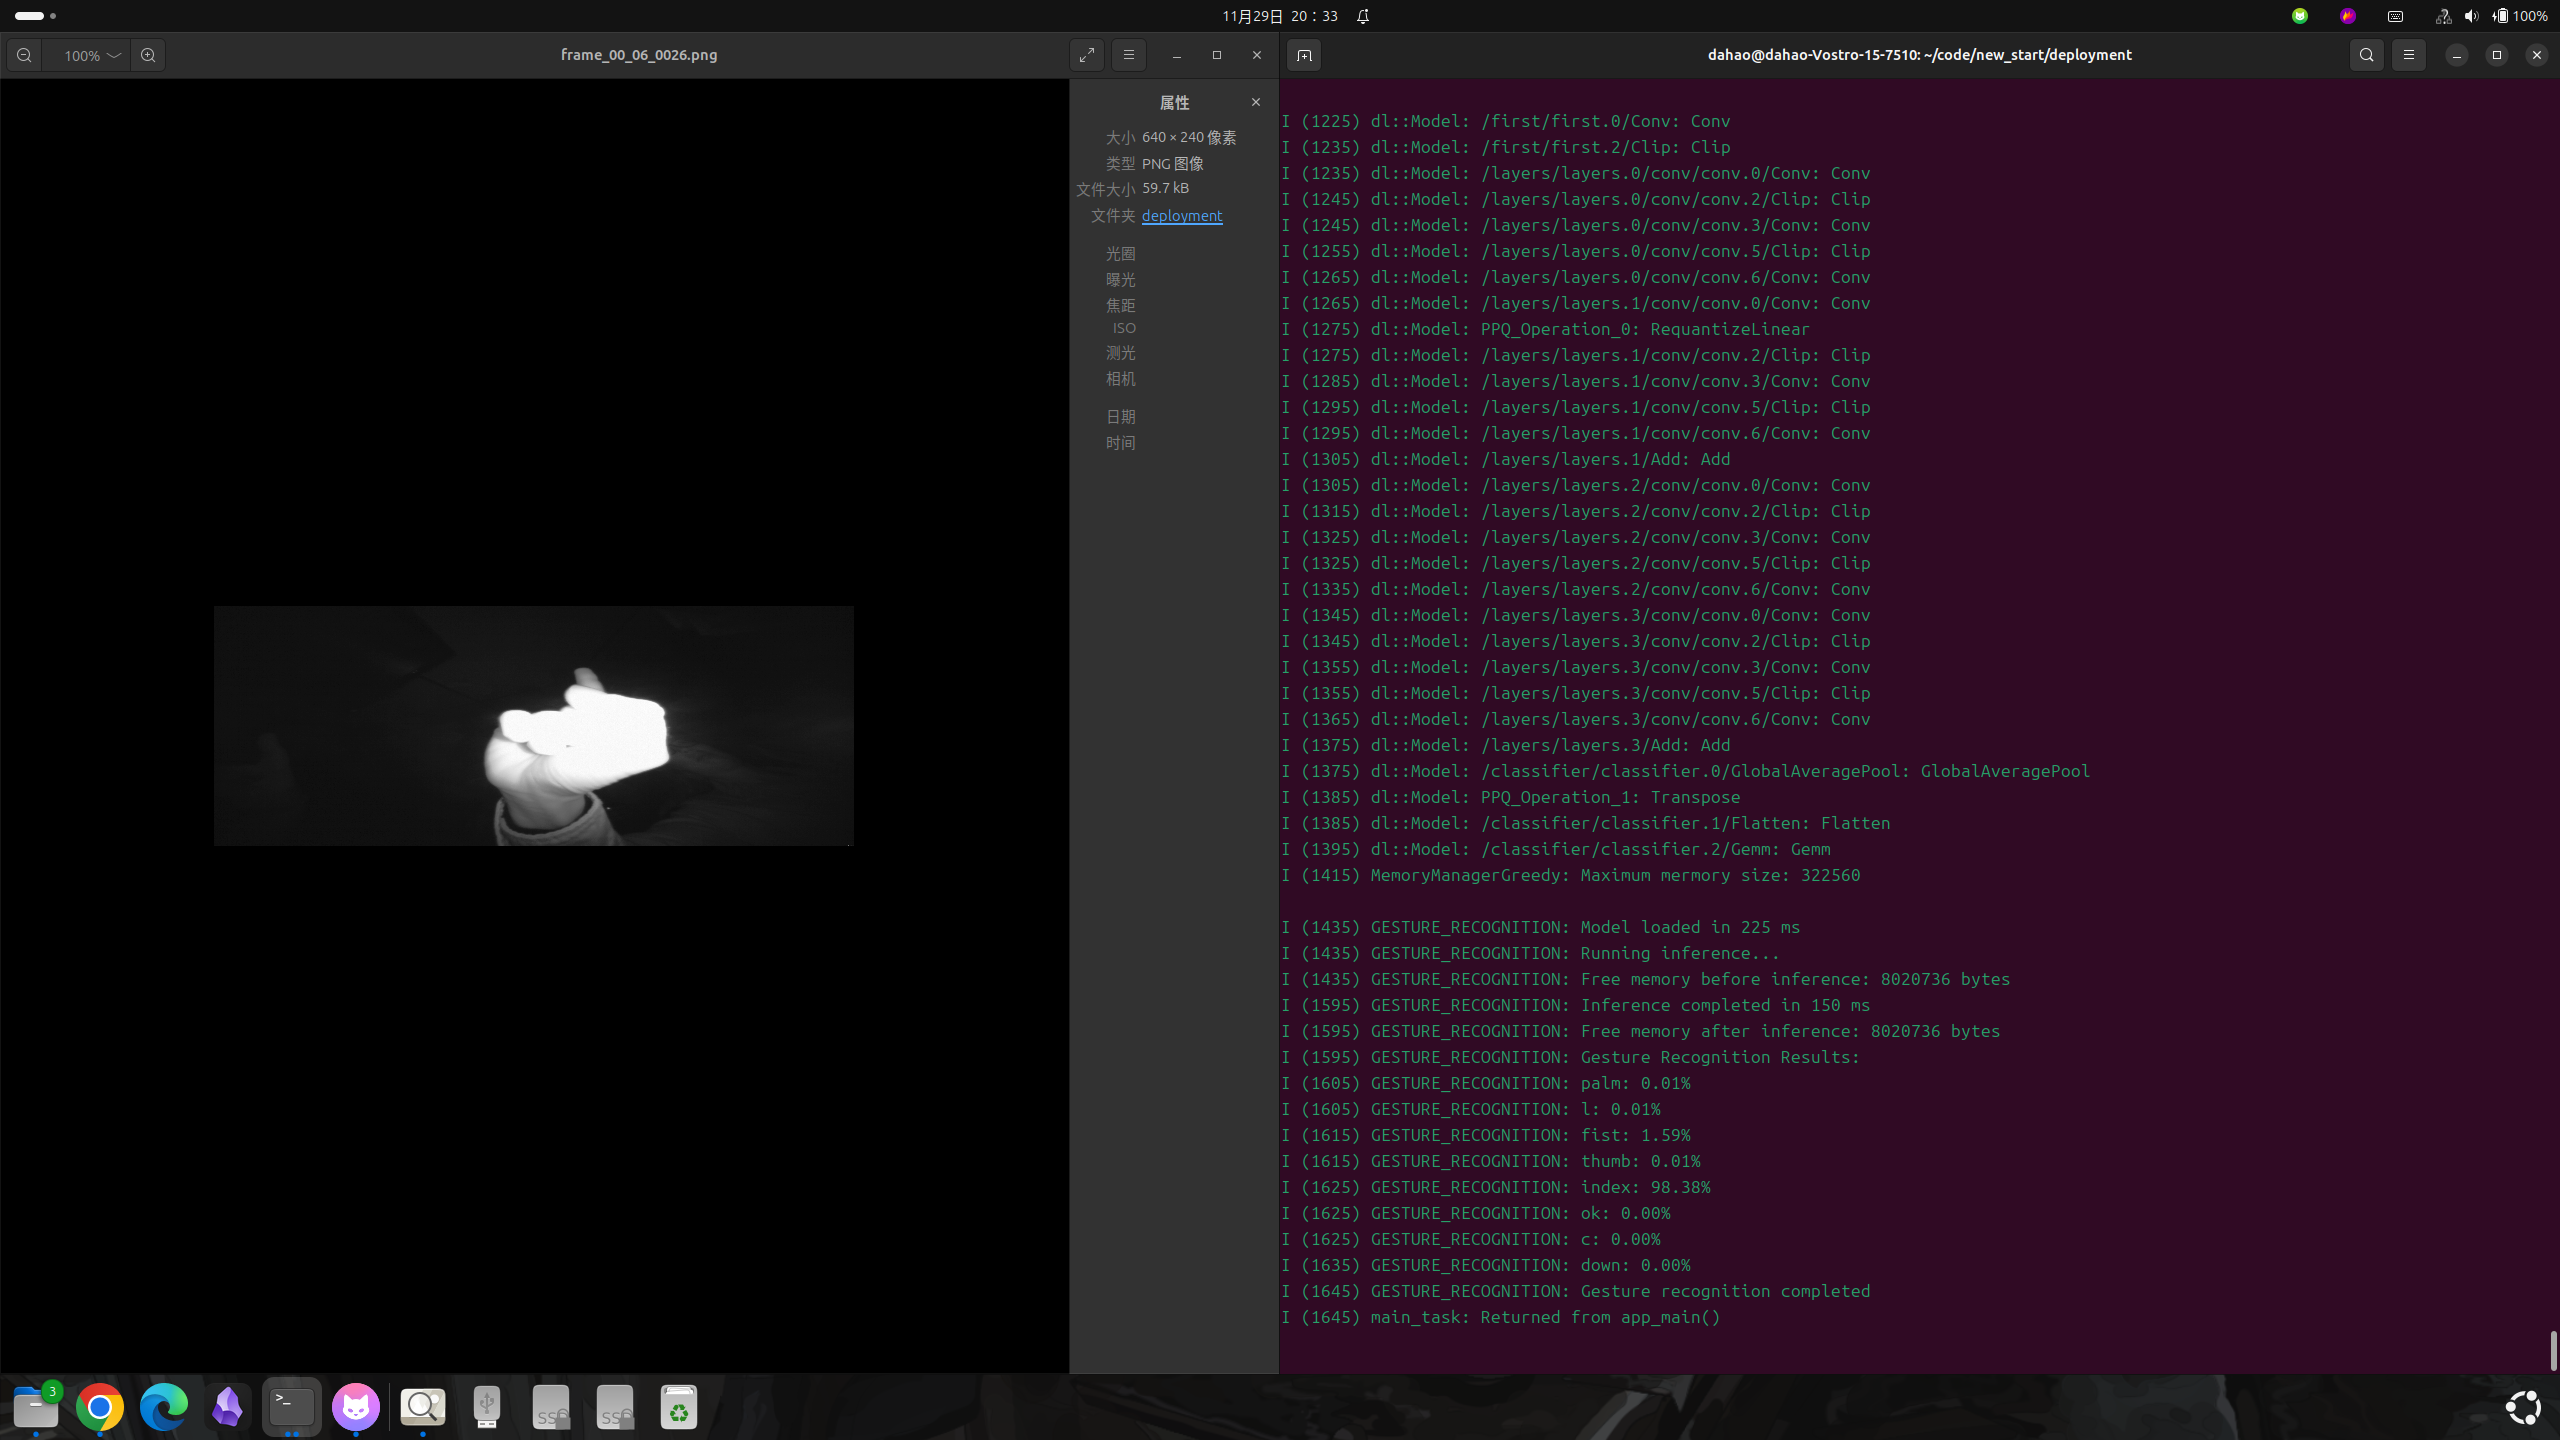 11月29日 20：33
100%
100%
frame_00_06_0026.png
dahao@dahao-Vostro-15-7510: ~/code/new_start/deployment
属性
大小 640 × 240 像素
类型 PNG 图像
文件大小 59.7 kB
文件夹 deployment
光圈
曝光
焦距
ISO
测光
相机
日期
时间
I (1225) dl::Model: /first/first.0/Conv: Conv
I (1235) dl::Model: /first/first.2/Clip: Clip
I (1235) dl::Model: /layers/layers.0/conv/conv.0/Conv: Conv
I (1245) dl::Model: /layers/layers.0/conv/conv.2/Clip: Clip
I (1245) dl::Model: /layers/layers.0/conv/conv.3/Conv: Conv
I (1255) dl::Model: /layers/layers.0/conv/conv.5/Clip: Clip
I (1265) dl::Model: /layers/layers.0/conv/conv.6/Conv: Conv
I (1265) dl::Model: /layers/layers.1/conv/conv.0/Conv: Conv
I (1275) dl::Model: PPQ_Operation_0: RequantizeLinear
I (1275) dl::Model: /layers/layers.1/conv/conv.2/Clip: Clip
I (1285) dl::Model: /layers/layers.1/conv/conv.3/Conv: Conv
I (1295) dl::Model: /layers/layers.1/conv/conv.5/Clip: Clip
I (1295) dl::Model: /layers/layers.1/conv/conv.6/Conv: Conv
I (1305) dl::Model: /layers/layers.1/Add: Add
I (1305) dl::Model: /layers/layers.2/conv/conv.0/Conv: Conv
I (1315) dl::Model: /layers/layers.2/conv/conv.2/Clip: Clip
I (1325) dl::Model: /layers/layers.2/conv/conv.3/Conv: Conv
I (1325) dl::Model: /layers/layers.2/conv/conv.5/Clip: Clip
I (1335) dl::Model: /layers/layers.2/conv/conv.6/Conv: Conv
I (1345) dl::Model: /layers/layers.3/conv/conv.0/Conv: Conv
I (1345) dl::Model: /layers/layers.3/conv/conv.2/Clip: Clip
I (1355) dl::Model: /layers/layers.3/conv/conv.3/Conv: Conv
I (1355) dl::Model: /layers/layers.3/conv/conv.5/Clip: Clip
I (1365) dl::Model: /layers/layers.3/conv/conv.6/Conv: Conv
I (1375) dl::Model: /layers/layers.3/Add: Add
I (1375) dl::Model: /classifier/classifier.0/GlobalAveragePool: GlobalAveragePool
I (1385) dl::Model: PPQ_Operation_1: Transpose
I (1385) dl::Model: /classifier/classifier.1/Flatten: Flatten
I (1395) dl::Model: /classifier/classifier.2/Gemm: Gemm
I (1415) MemoryManagerGreedy: Maximum mermory size: 322560
I (1435) GESTURE_RECOGNITION: Model loaded in 225 ms
I (1435) GESTURE_RECOGNITION: Running inference...
I (1435) GESTURE_RECOGNITION: Free memory before inference: 8020736 bytes
I (1595) GESTURE_RECOGNITION: Inference completed in 150 ms
I (1595) GESTURE_RECOGNITION: Free memory after inference: 8020736 bytes
I (1595) GESTURE_RECOGNITION: Gesture Recognition Results:
I (1605) GESTURE_RECOGNITION: palm: 0.01%
I (1605) GESTURE_RECOGNITION: l: 0.01%
I (1615) GESTURE_RECOGNITION: fist: 1.59%
I (1615) GESTURE_RECOGNITION: thumb: 0.01%
I (1625) GESTURE_RECOGNITION: index: 98.38%
I (1625) GESTURE_RECOGNITION: ok: 0.00%
I (1625) GESTURE_RECOGNITION: c: 0.00%
I (1635) GESTURE_RECOGNITION: down: 0.00%
I (1645) GESTURE_RECOGNITION: Gesture recognition completed
I (1645) main_task: Returned from app_main()
3